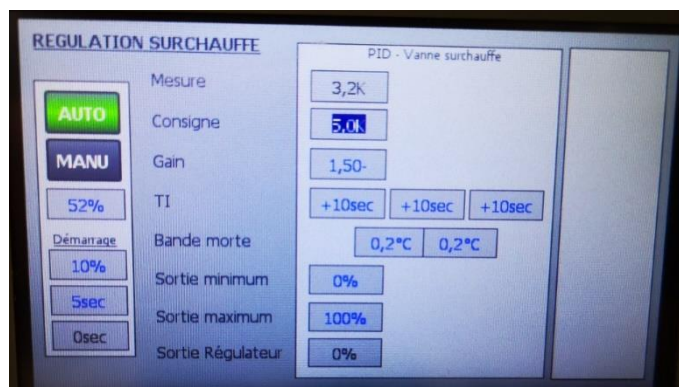 REGULATION SURCHAUFFE
PID - Vanne surchauffe
AUTO
MANU
52%
Démarrage
10%
5sec
0sec
Mesure 3,2K
Consigne 5,0K
Gain 1,50-
TI +10sec +10sec +10sec
Bande morte 0,2°C 0,2°C
Sortie minimum 0%
Sortie maximum 100%
Sortie Régulateur 0%